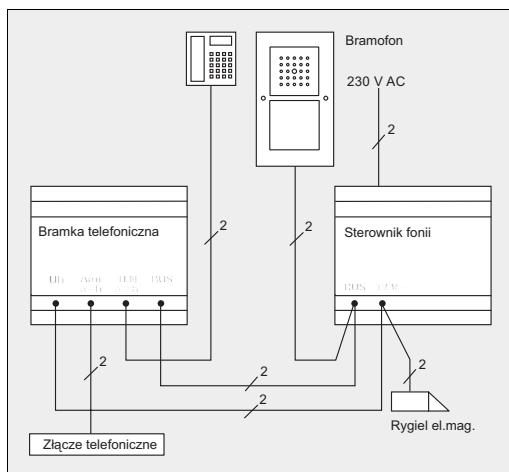 Bramofon
230 V AC
2
Bramka telefoniczna
2
2
Sterownik fonii
BUS
BUS
2
2
2
2
Złącze telefoniczne
Rygiel el.mag.